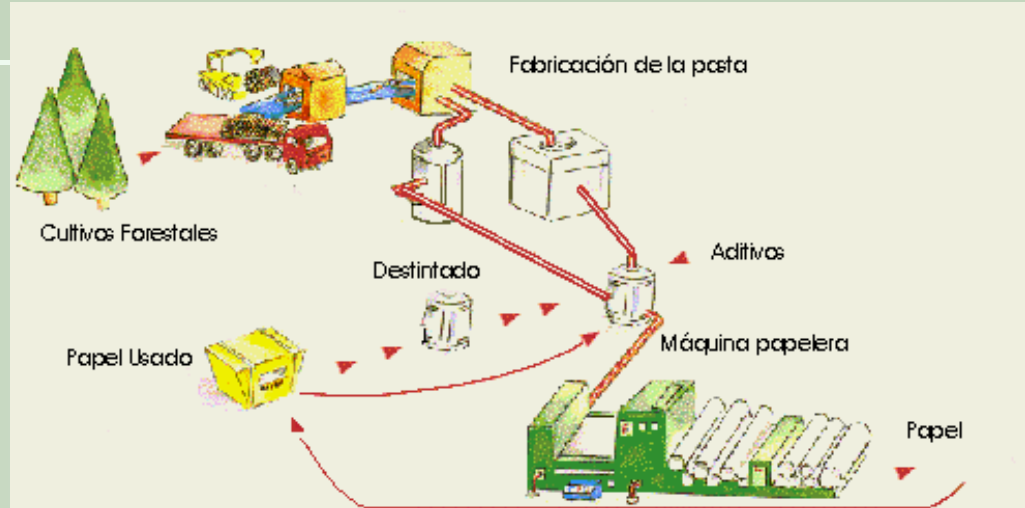 Fabricación de la pasta
Cultivos Forestales
Aditivos
Destintado
Máquina papelera
Papel Usado
Papel